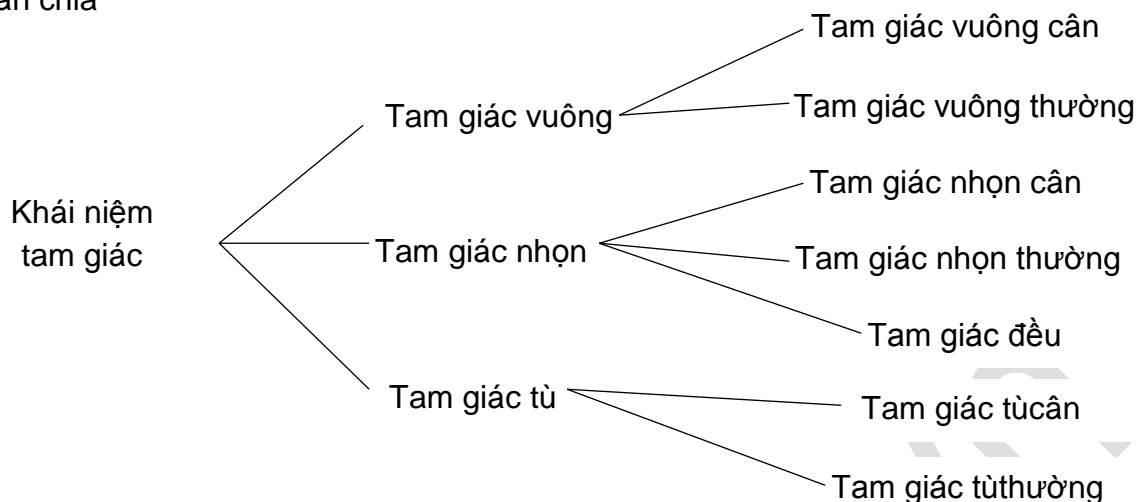 Tam giác vuông cân
Tam giác vuông
Tam giác vuông thường
Tam giác nhọn cân
Khái niệm
tam giác
Tam giác nhọn
Tam giác nhọn thường
Tam giác đều
Tam giác tù
Tam giác tùcân
Tam giác tùthường